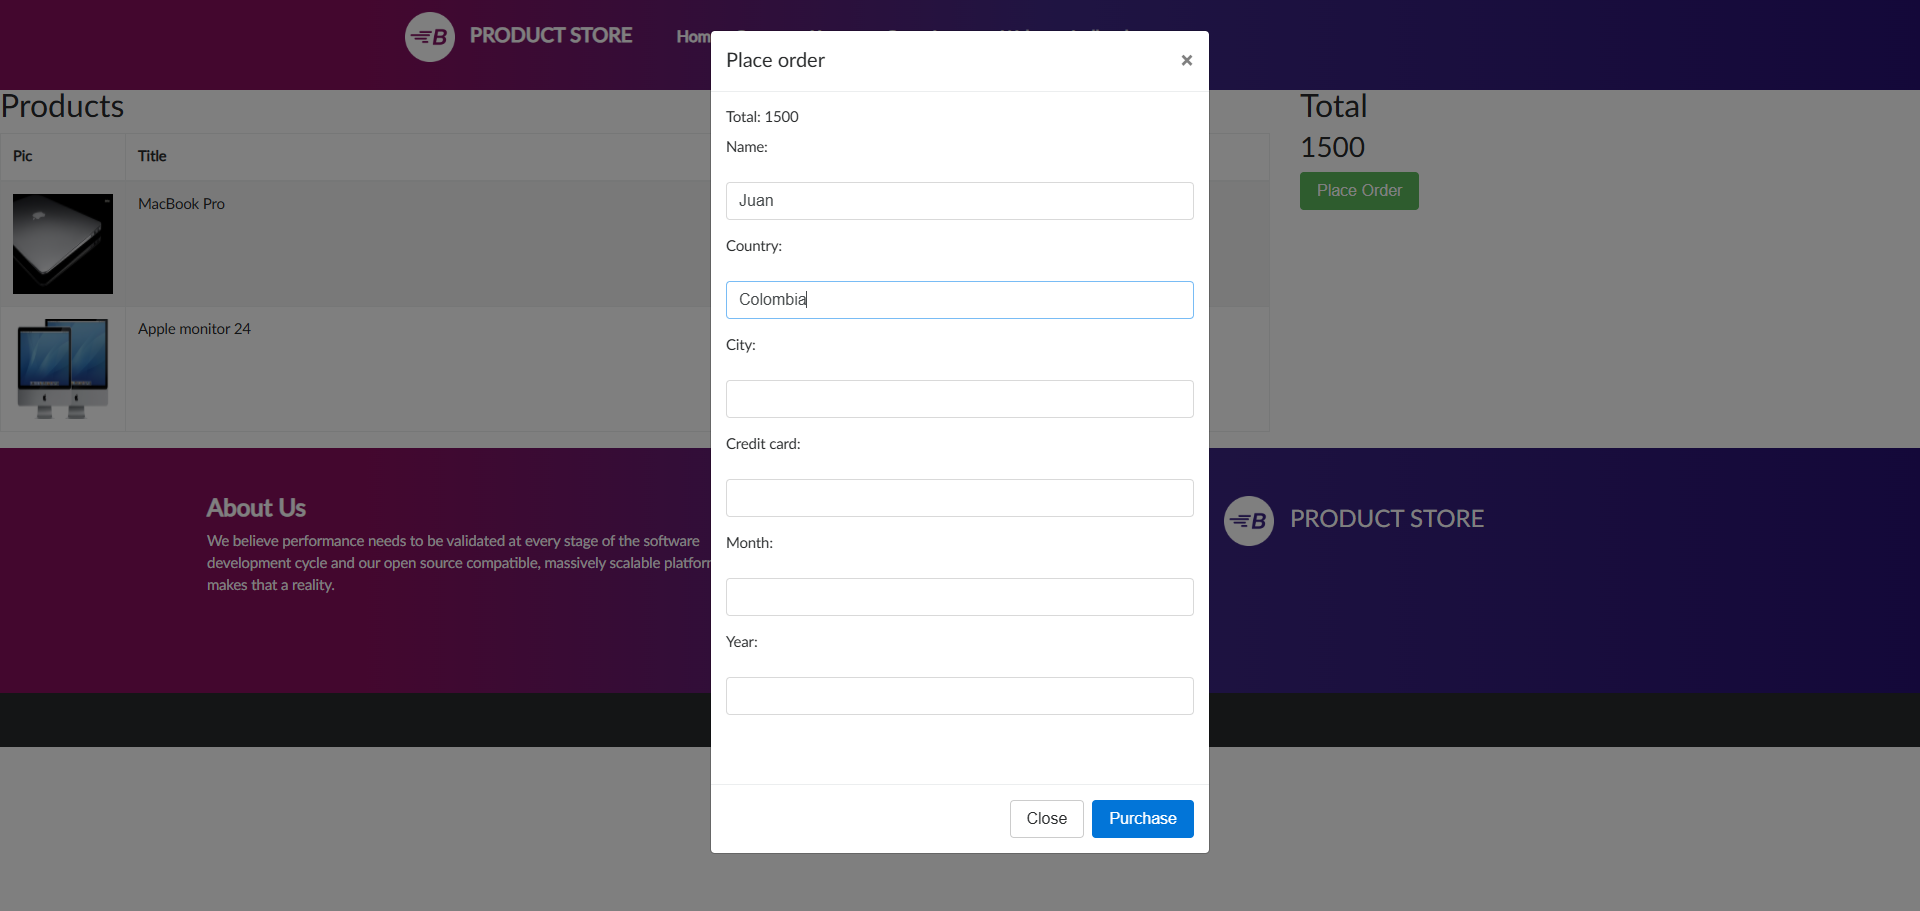 PRODUCT STORE
Place order
×
Total: 1500
Name:
Juan
Country:
Colombia
City:
Credit card:
Month:
Year:
Close
Purchase
Products
Pic
Title
MacBook Pro
Apple monitor 24
Total
1500
Place Order
About Us
We believe performance needs to be validated at every stage of the software
development cycle and our open source compatible, massively scalable
makes that a reality.
PRODUCT STORE